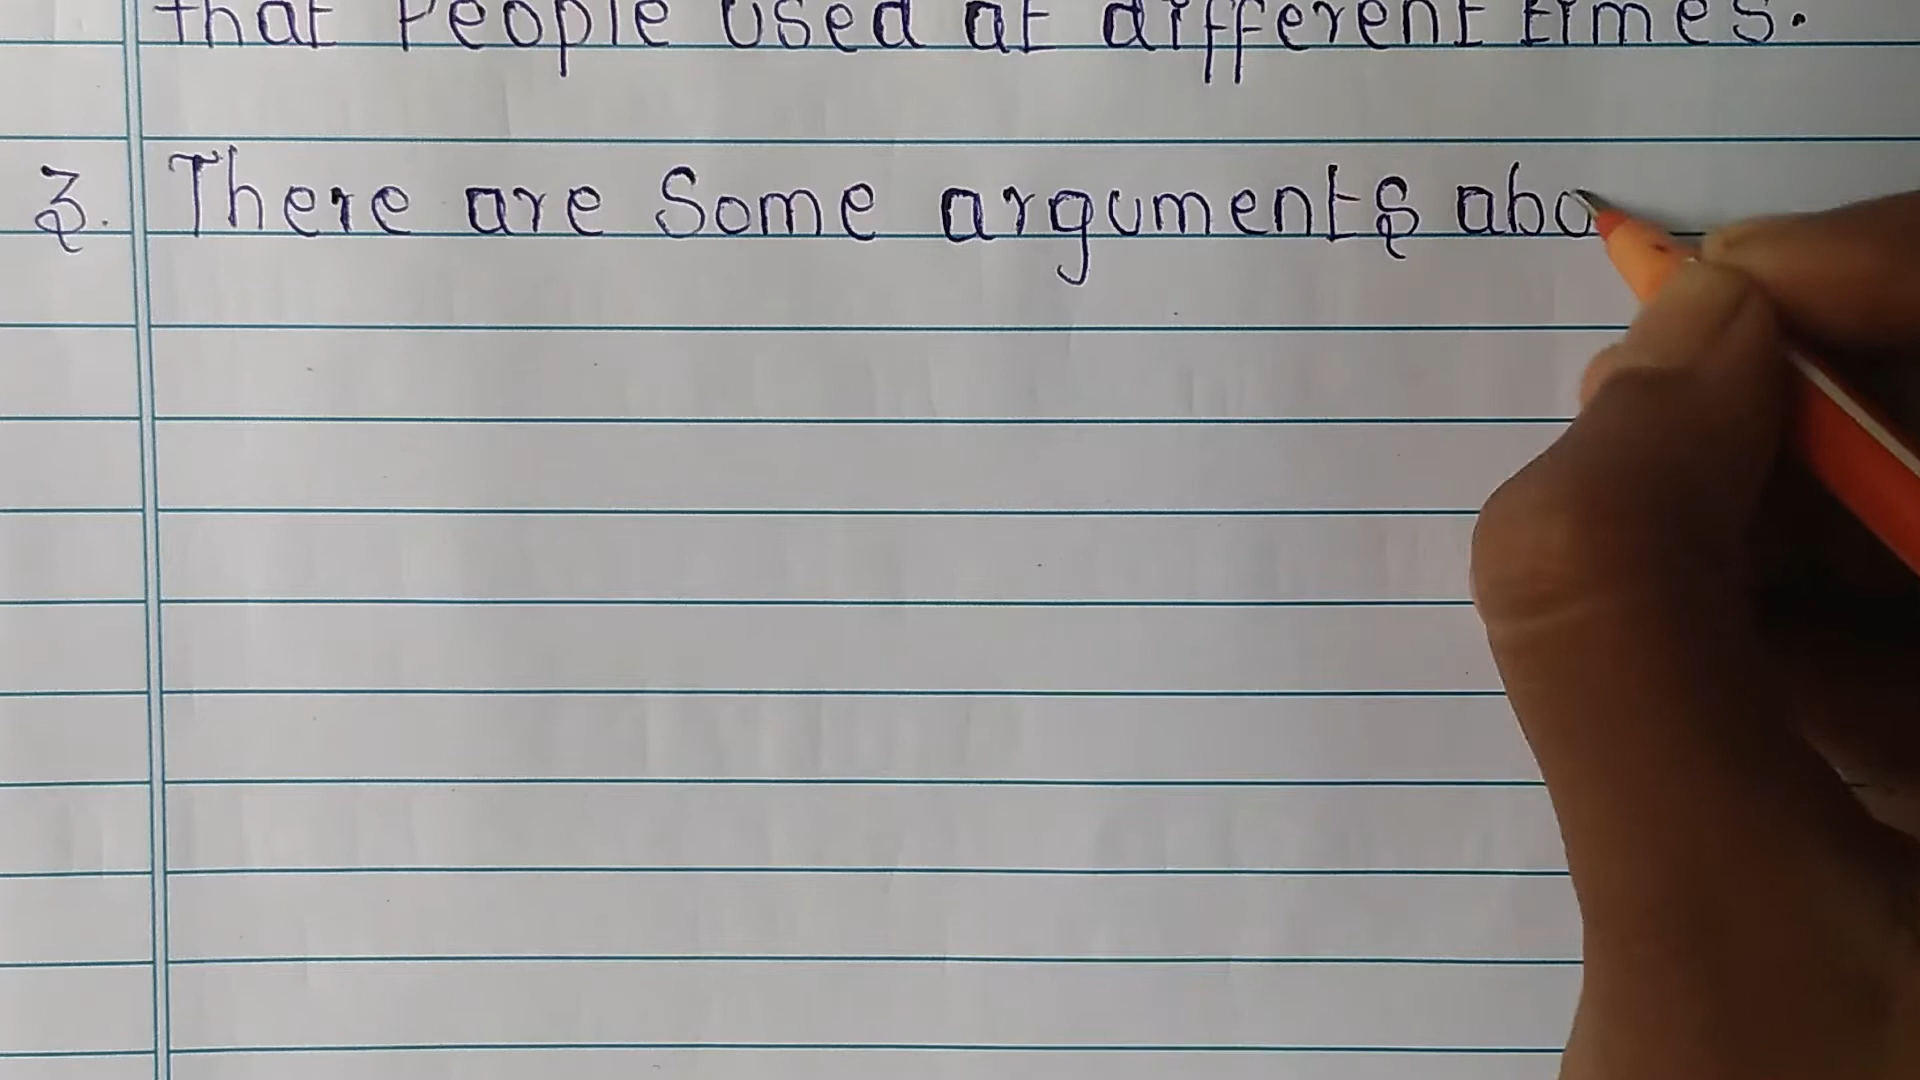 that People Used at different times.
3. There are Some arguments abo